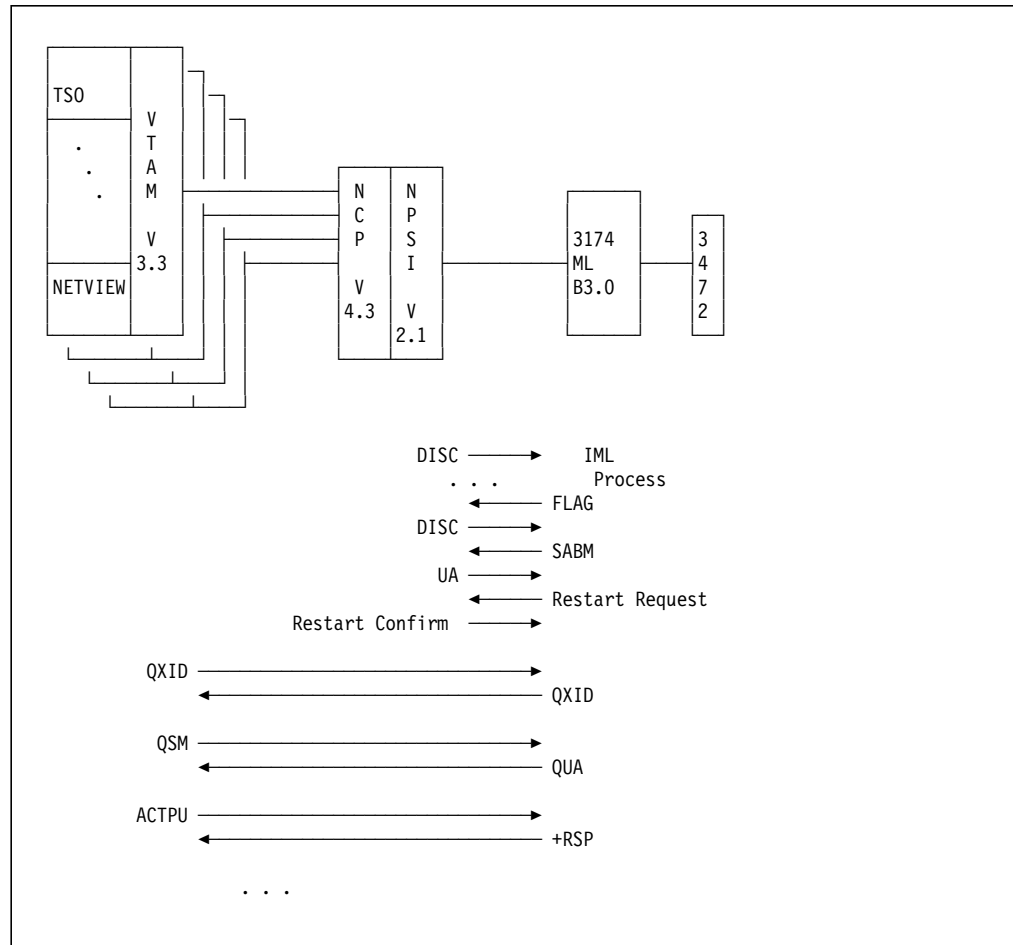 TSO
V
T
A
M
V
3.3
NETVIEW
N
C
P
V
4.3
N
P
S
I
V
2.1
3174
ML
B3.0
3
4
7
2
DISC IML
. . . Process
FLAG
DISC
SABM
UA
Restart Request
Restart Confirm
QXID
QXID
QSM
QUA
ACTPU
+RSP
. . .